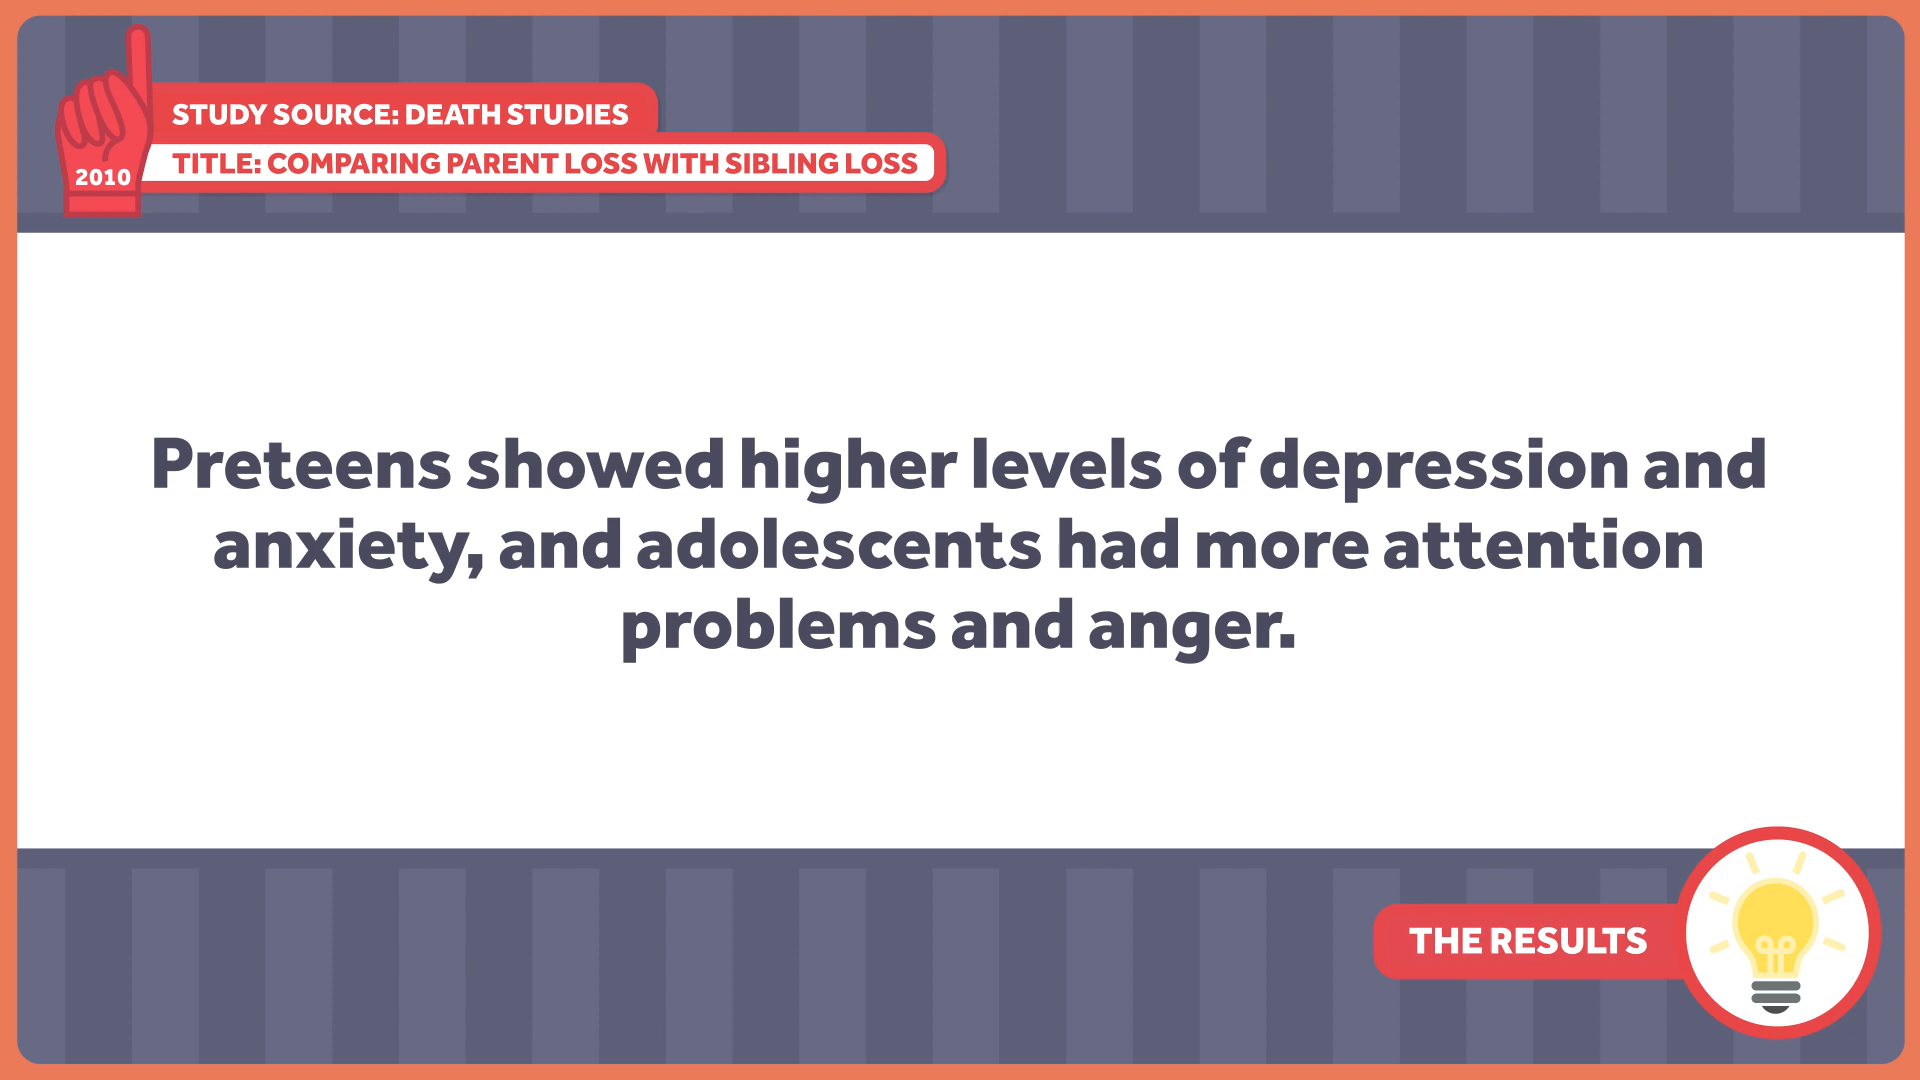 STUDY SOURCE: DEATH STUDIES
2010
TITLE: COMPARING PARENT LOSS WITH SIBLING LOSS
Preteens showed higher levels of depression and
anxiety, and adolescents had more attention
problems and anger.
THE RESULTS